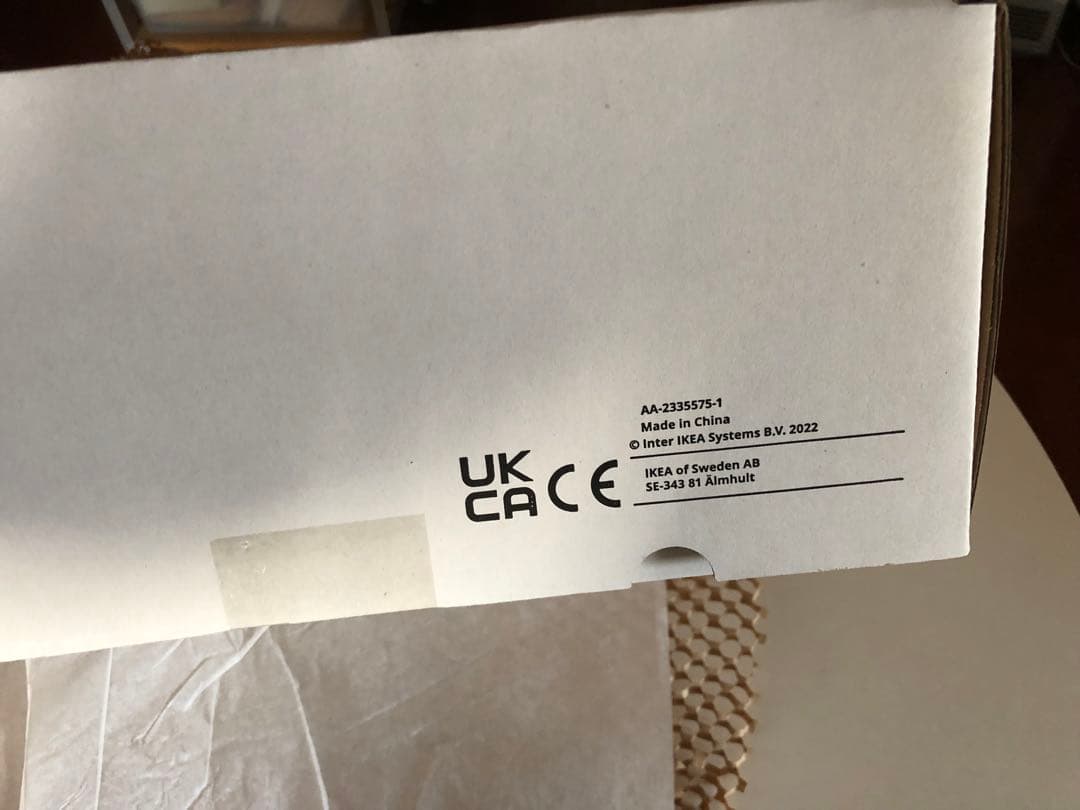 AA-2335575-1
Made in China
© Inter IKEA Systems B.V. 2022
IKEA of Sweden AB
SE-343 81 Älmhult
UK
CA CE